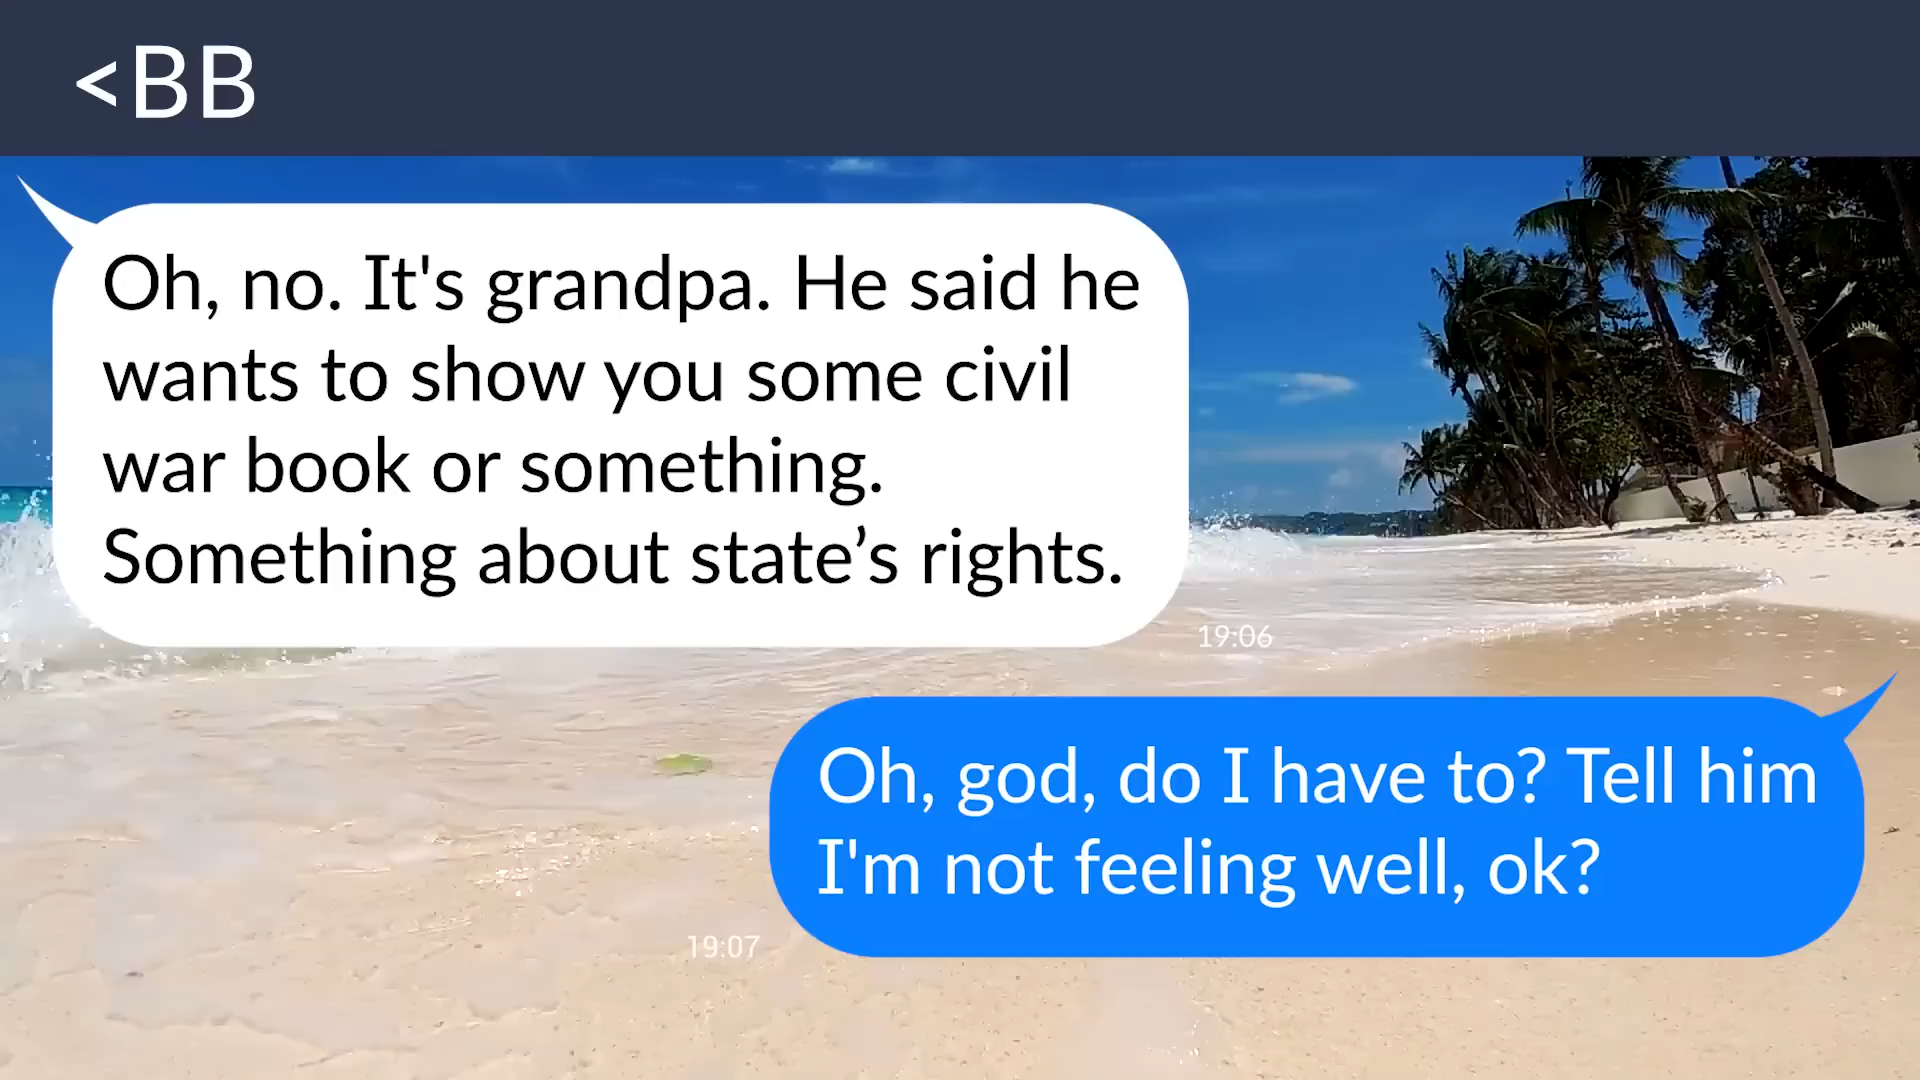 <BB
Oh, no. It's grandpa. He said he
wants to show you some civil
war book or something.
Something about state’s rights.
19:06
Oh, god, do I have to? Tell him
I'm not feeling well, ok?
19:07